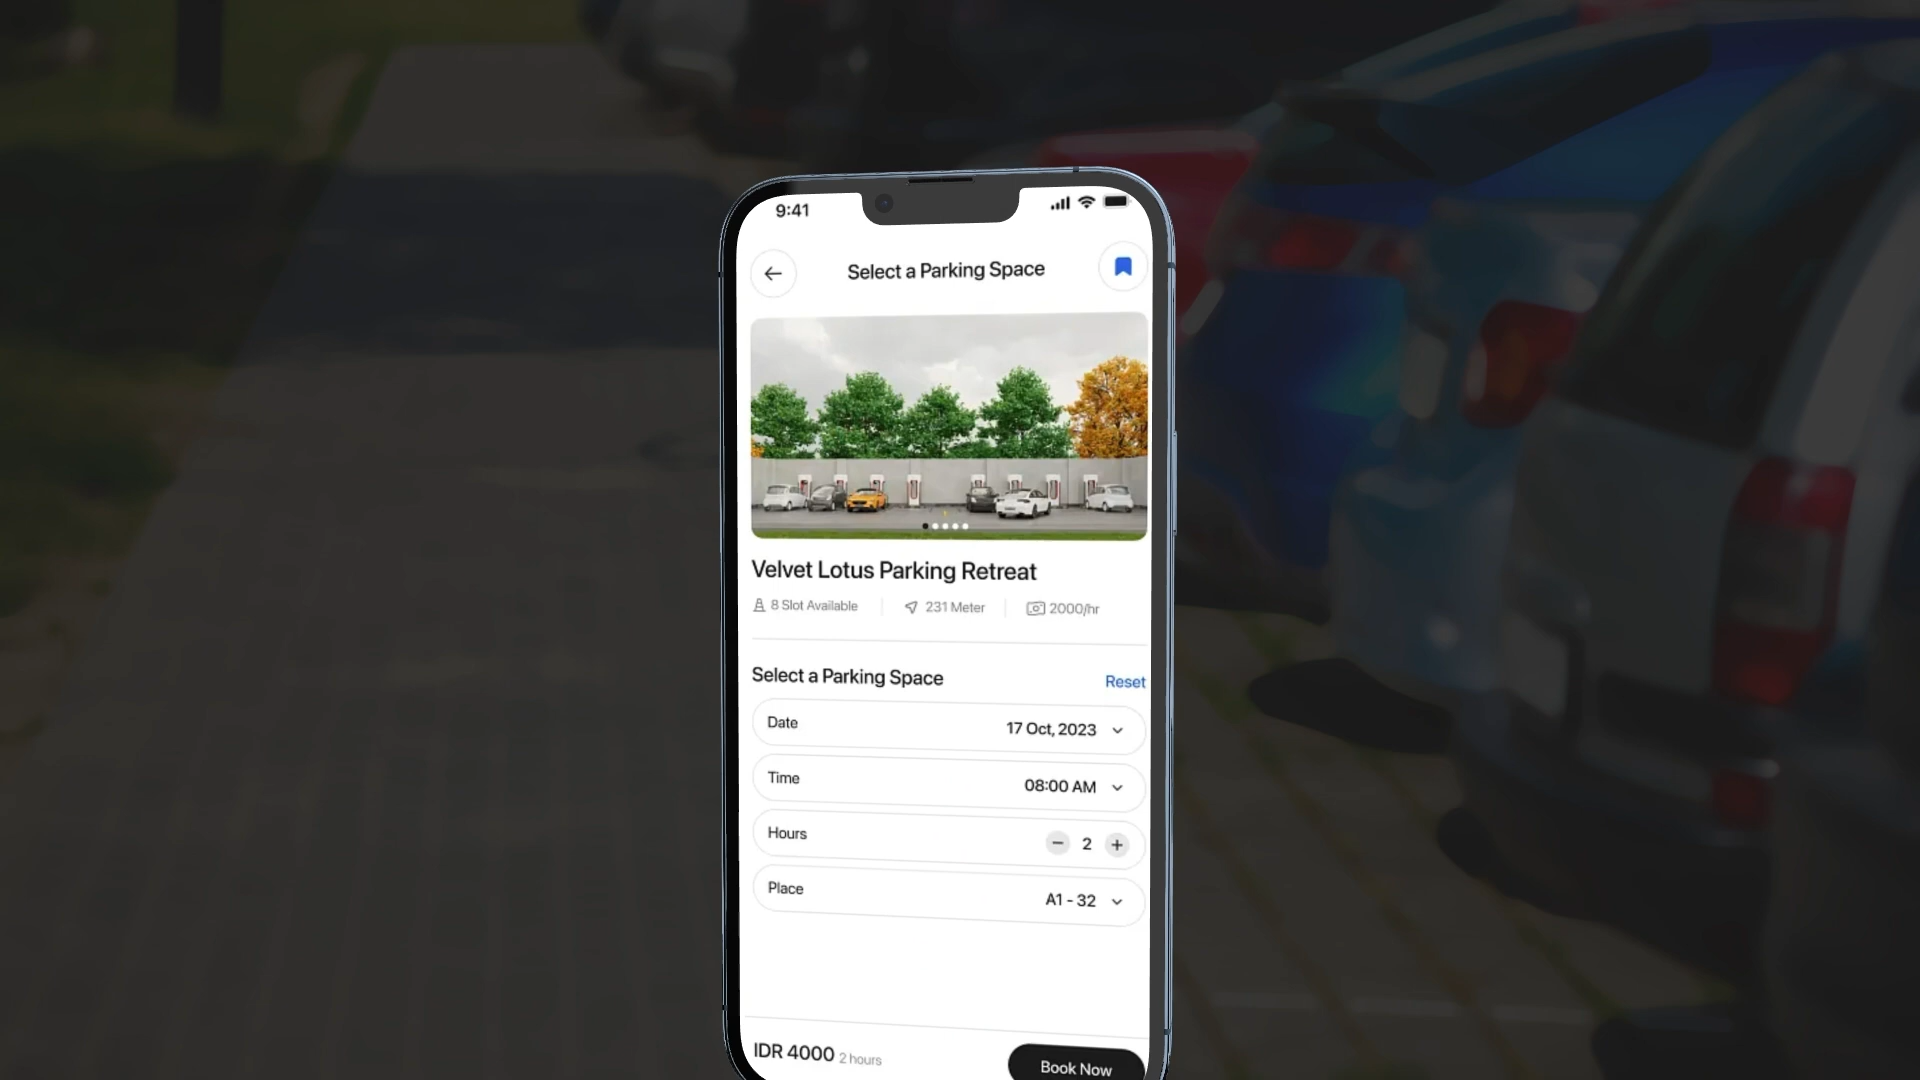 9:41
Select a Parking Space
Velvet Lotus Parking Retreat
8 Slot Available 231 Meter 2000/hr
Select a Parking Space Reset
Date 17 Oct, 2023
Time 08:00 AM
Hours 2
Place A1 - 32
IDR 4000 2 hours Book Now